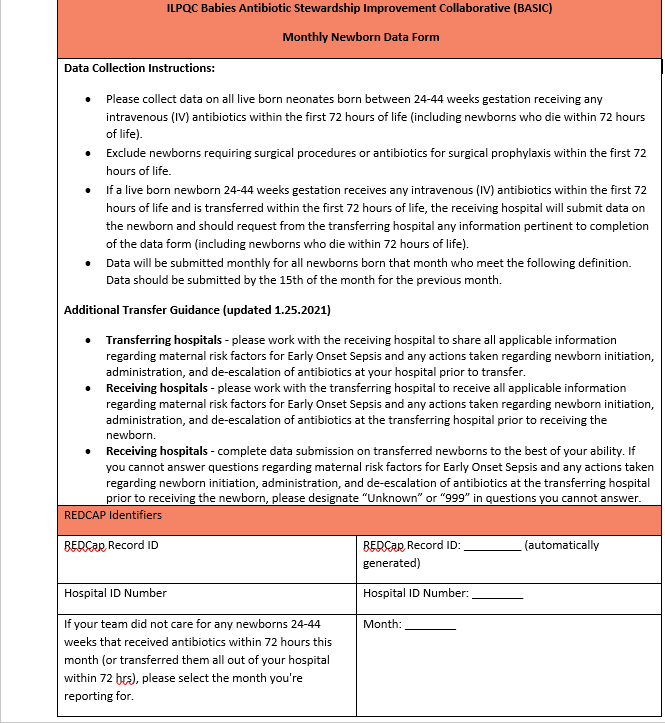 ILPQC Babies Antibiotic Stewardship Improvement Collaborative (BASIC)
Monthly Newborn Data Form
Data Collection Instructions:
• Please collect data on all live born neonates born between 24-44 weeks gestation receiving any
intravenous (IV) antibiotics within the first 72 hours of life (including newborns who die within 72 hours
of life).
• Exclude newborns requiring surgical procedures or antibiotics for surgical prophylaxis within the first 72
hours of life.
• If a live born newborn 24-44 weeks gestation receives any intravenous (IV) antibiotics within the first 72
hours of life and is transferred within the first 72 hours of life, the receiving hospital will submit data on
the newborn and should request from the transferring hospital any information pertinent to completion
of the data form (including newborns who die within 72 hours of life).
• Data will be submitted monthly for all newborns born that month who meet the following definition.
Data should be submitted by the 15th of the month for the previous month.
Additional Transfer Guidance (updated 1.25.2021)
• Transferring hospitals - please work with the receiving hospital to share all applicable information
regarding maternal risk factors for Early Onset Sepsis and any actions taken regarding newborn initiation,
administration, and de-escalation of antibiotics at your hospital prior to transfer.
• Receiving hospitals - please work with the transferring hospital to receive all applicable information
regarding maternal risk factors for Early Onset Sepsis and any actions taken regarding newborn initiation,
administration, and de-escalation of antibiotics at the transferring hospital prior to receiving the
newborn.
• Receiving hospitals - complete data submission on transferred newborns to the best of your ability. If
you cannot answer questions regarding maternal risk factors for Early Onset Sepsis and any actions taken
regarding newborn initiation, administration, and de-escalation of antibiotics at the transferring hospital
prior to receiving the newborn, please designate “Unknown” or “999” in questions you cannot answer.
REDCAP Identifiers
REDCap Record ID
REDCap Record ID: _________ (automatically
generated)
Hospital ID Number
Hospital ID Number: ________
If your team did not care for any newborns 24-44
weeks that received antibiotics within 72 hours this
month (or transferred them all out of your hospital
within 72 hrs), please select the month you're
reporting for.
Month: ________